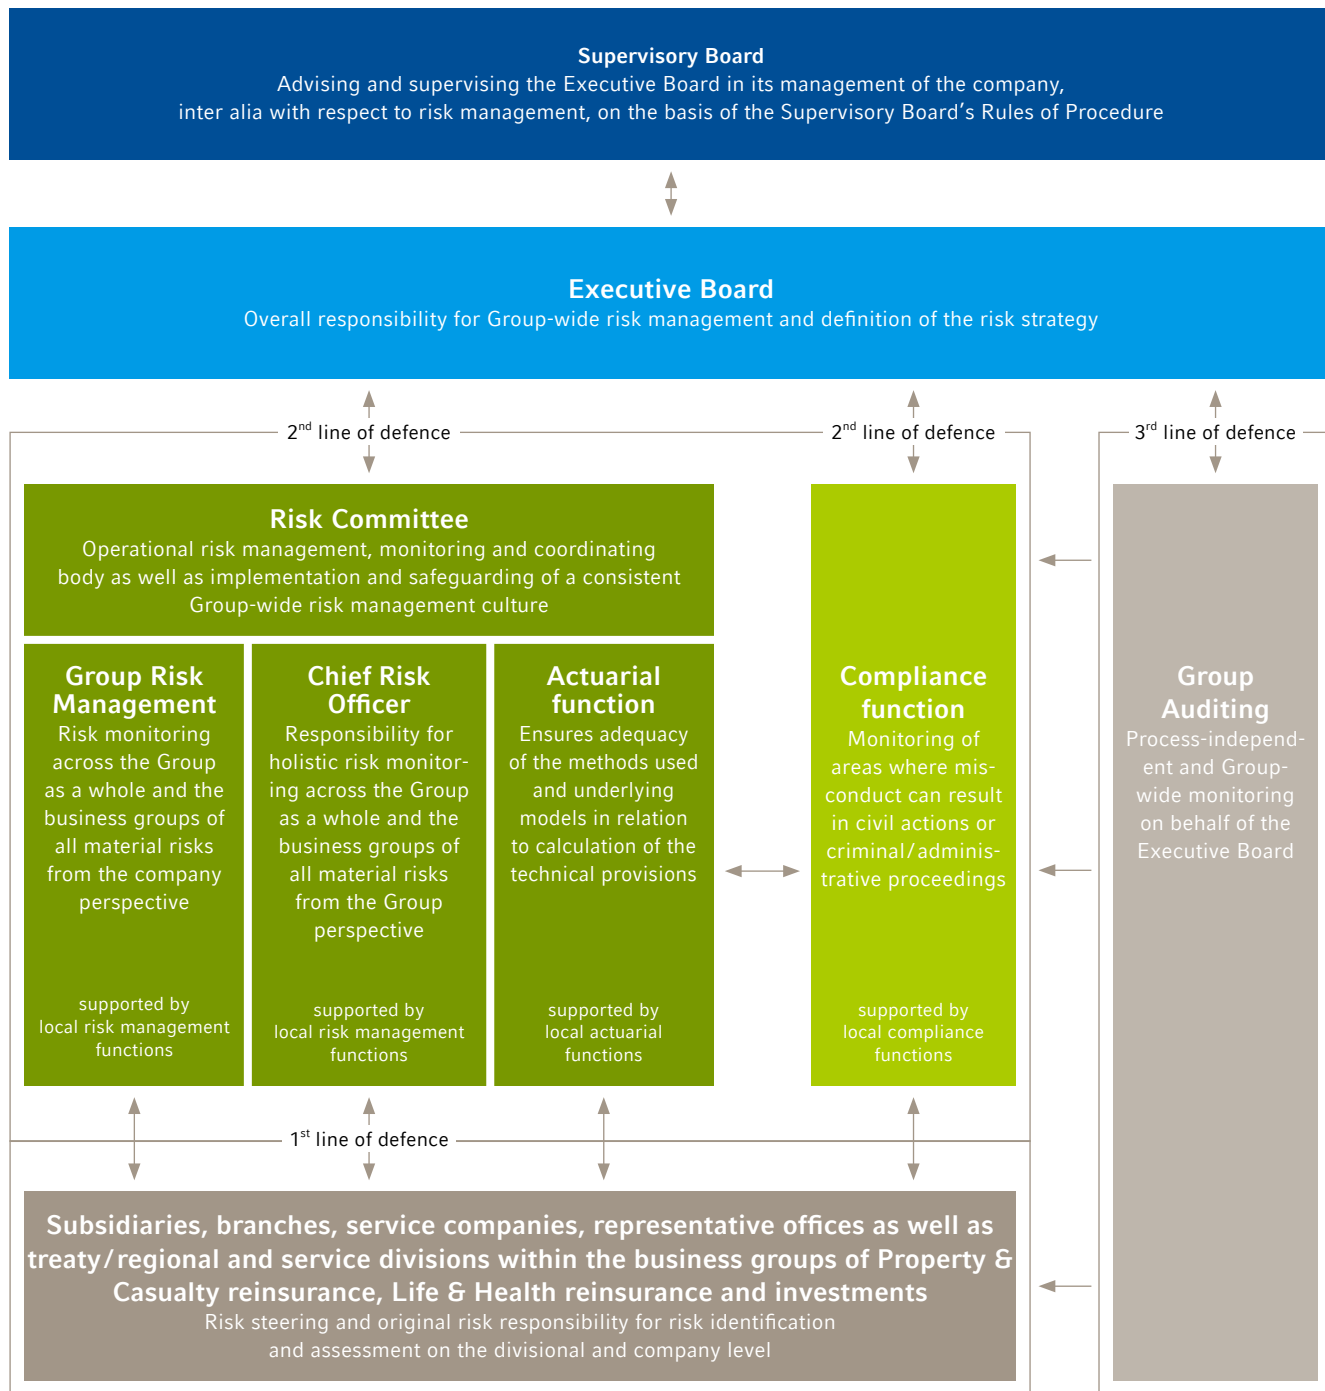 Supervisory Board
Advising and supervising the Executive Board in its management of the company,
inter alia with respect to risk management, on the basis of the Supervisory Board’s Rules of Procedure
Executive Board
Overall responsibility for Group-wide risk management and definition of the risk strategy
2nd line of defence
2nd line of defence
3rd line of defence
Risk Committee
Operational risk management, monitoring and coordinating
body as well as implementation and safeguarding of a consistent
Group-wide risk management culture
Group Risk
Management
Risk monitoring
across the Group
as a whole and the
business groups of
all material risks
from the company
perspective
supported by
local risk management
functions
Chief Risk
Officer
Responsibility for
holistic risk monitor-
ing across the Group
as a whole and the
business groups of
all material risks
from the Group
perspective
supported by
local risk management
functions
Actuarial
function
Ensures adequacy
of the methods used
and underlying
models in relation
to calculation of the
technical provisions
supported by
local actuarial
functions
Compliance
function
Monitoring of
areas where mis-
conduct can result
in civil actions or
criminal/adminis-
trative proceedings
supported by
local compliance
functions
Group
Auditing
Process-independ-
ent and Group-
wide monitoring
on behalf of the
Executive Board
1st line of defence
Subsidiaries, branches, service companies, representative offices as well as
treaty/regional and service divisions within the business groups of Property &
Casualty reinsurance, Life & Health reinsurance and investments
Risk steering and original risk responsibility for risk identification
and assessment on the divisional and company level